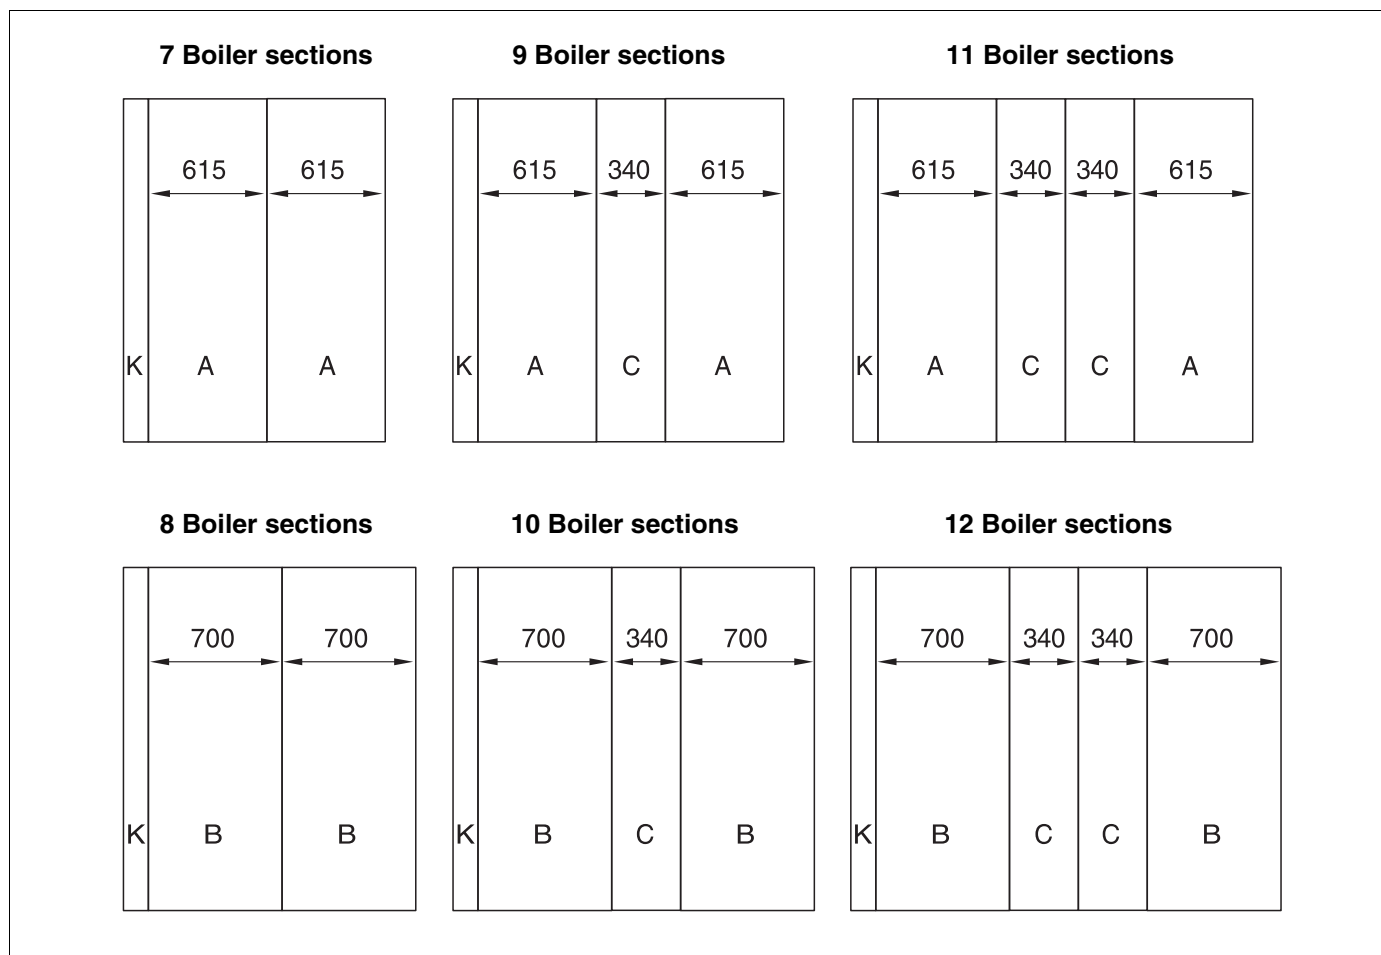 7 Boiler sections 9 Boiler sections 11 Boiler sections
615 615 615 340 615 615 340 340 615
K A A K A C A K A C C A
8 Boiler sections 10 Boiler sections 12 Boiler sections
700 700 700 340 700 700 340 340 700
K B B K B C B K B C C B